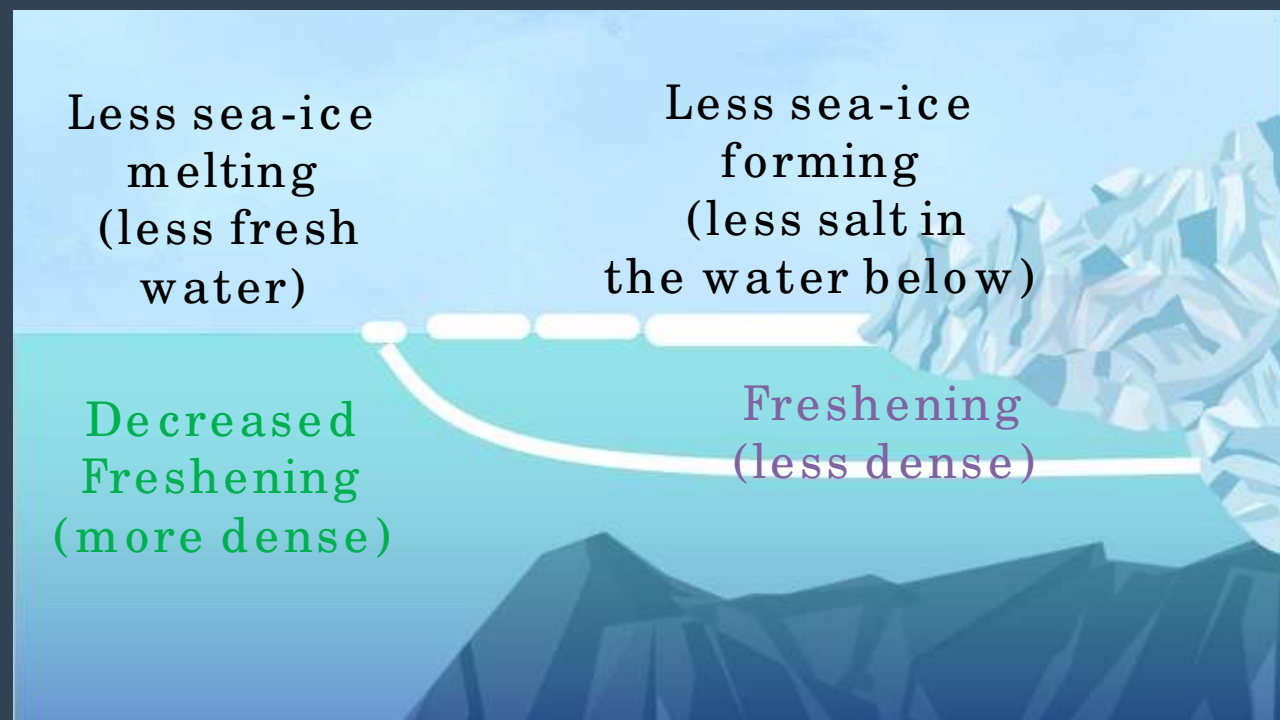 Less sea-ice
melting
(less fresh
water)
Less sea-ice
forming
(less salt in
the water below)
Decreased
Freshening
(more dense)
Freshening
(less dense)